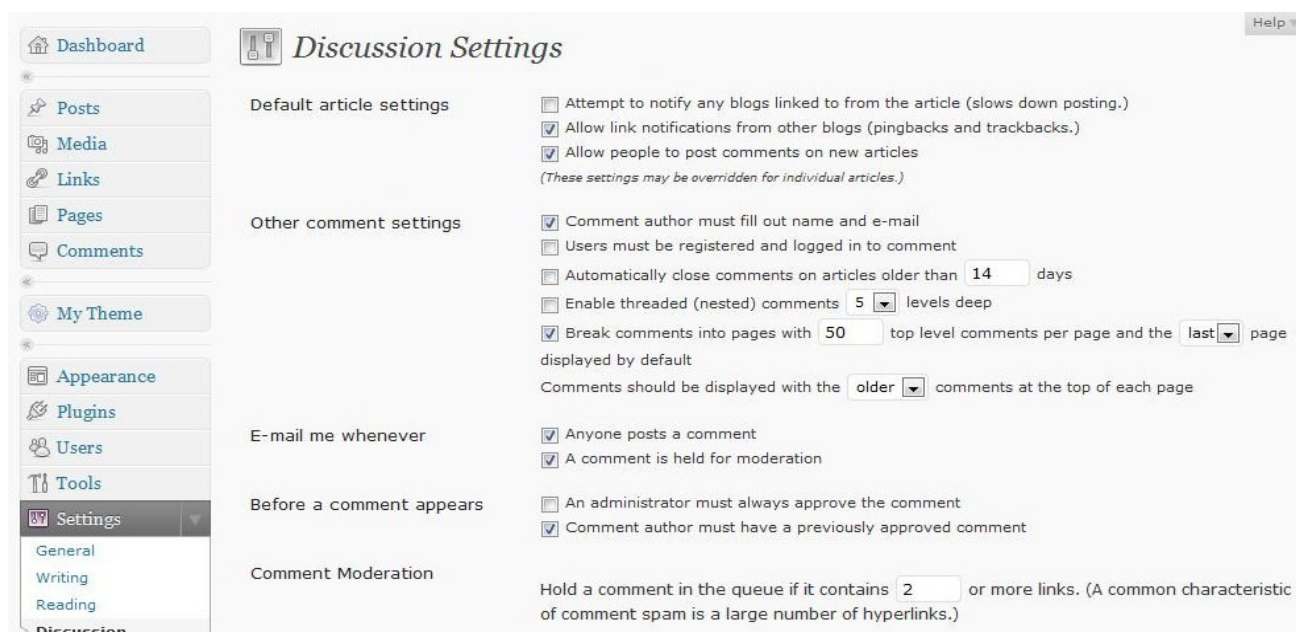 Help
Dashboard
Discussion Settings
Posts
Media
Links
Pages
Comments
My Theme
Appearance
Plugins
Users
Tools
Settings
General
Writing
Reading
Discussion
Default article settings
Attempt to notify any blogs linked to from the article (slows down posting.)
Allow link notifications from other blogs (pingbacks and trackbacks.)
Allow people to post comments on new articles
(These settings may be overridden for individual articles.)
Other comment settings
Comment author must fill out name and e-mail
Users must be registered and logged in to comment
Automatically close comments on articles older than 14 days
Enable threaded (nested) comments 5 levels deep
Break comments into pages with 50 top level comments per page and the last page
displayed by default
Comments should be displayed with the older comments at the top of each page
E-mail me whenever
Anyone posts a comment
A comment is held for moderation
Before a comment appears
An administrator must always approve the comment
Comment author must have a previously approved comment
Comment Moderation
Hold a comment in the queue if it contains 2 or more links. (A common characteristic
of comment spam is a large number of hyperlinks.)